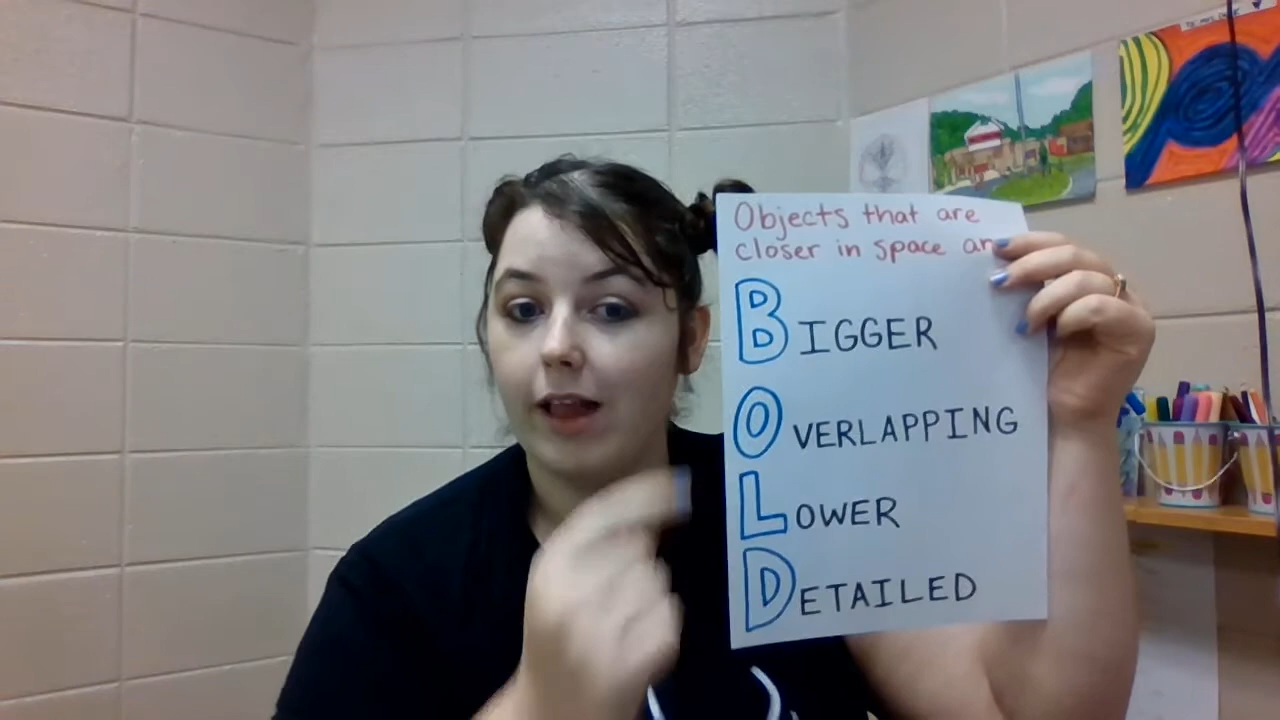 Objects that are
closer in space
BIGGER
OVERLAPPING
LOWER
DETAILED